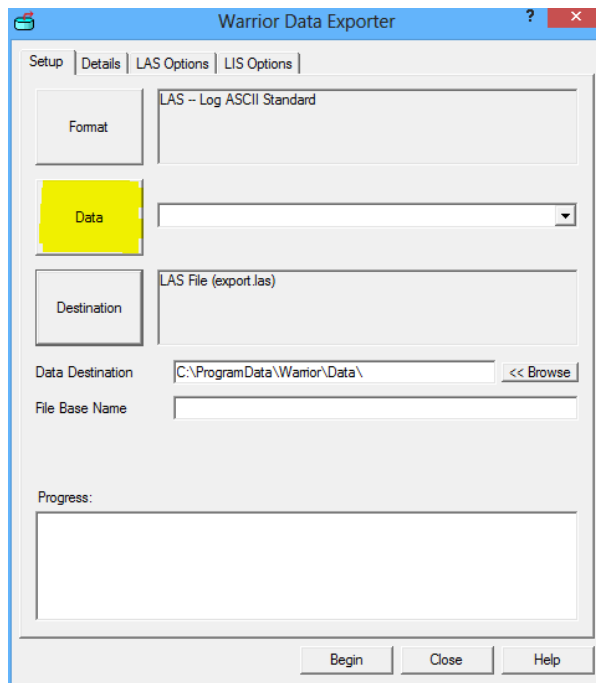 Warrior Data Exporter ? ×
Setup Details LAS Options LIS Options
Format
LAS -- Log ASCII Standard
Data
Destination
LAS File (export.las)
Data Destination C:\ProgramData\Warrior\Data\ << Browse
File Base Name
Progress:
Begin Close Help